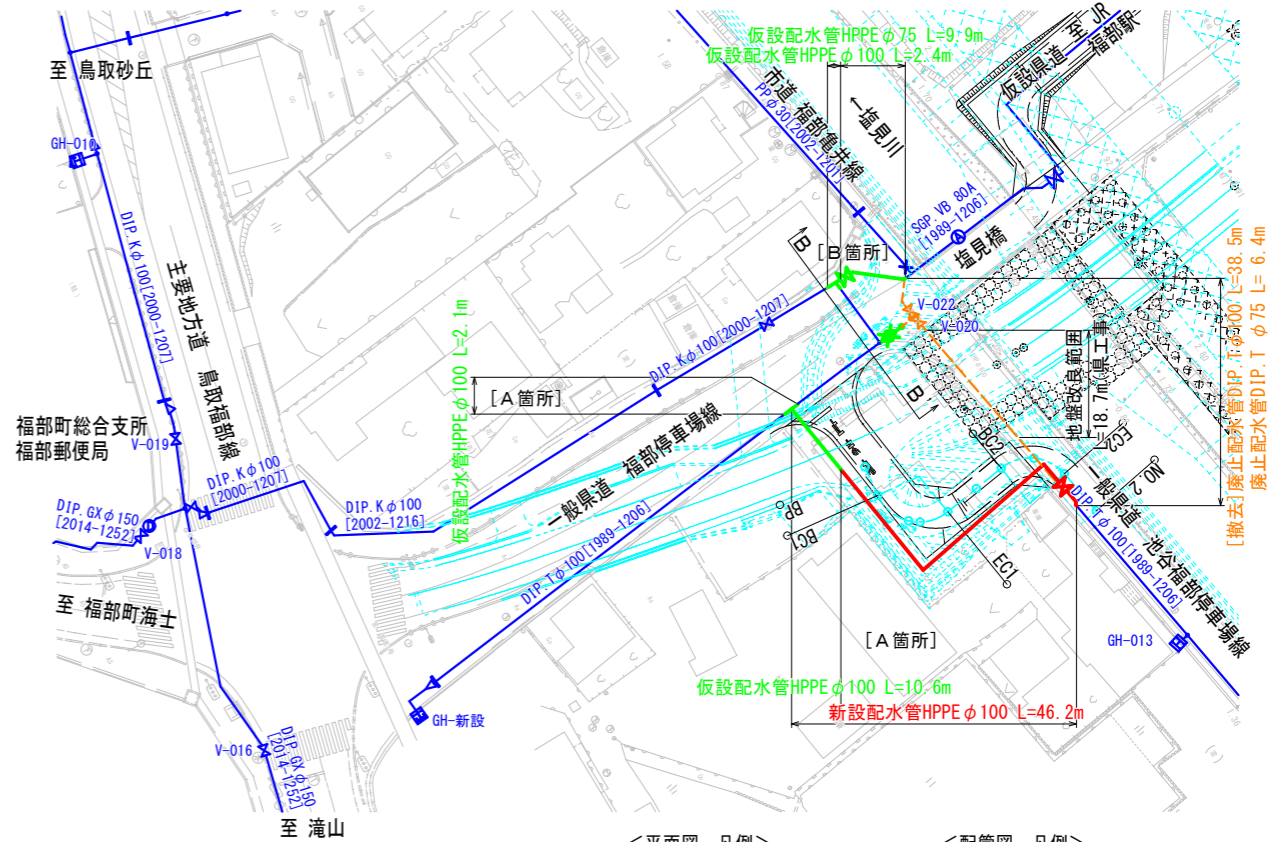 仮設配水管HPPEφ75 L=9.9m
仮設配水管HPPEφ100 L=2.4m
至 鳥取砂丘
GH-010
DIP.Kφ100[2000-1207]
主要地方道 鳥取福部線
市道 福部亀井線
PPφ30[2002-1201]
←塩見川
仮設県道 至 JR
福部駅
SGP VB 80A
[1989-1206]
塩見橋
[B箇所]
B
B
V-022
V-020
DIP.Kφ100[2000-1207]
仮設配水管HPPEφ100 L=2.1m
[A箇所]
地盤改良範囲
L=18.7m(県工事)
[撤去]廃止配水管DIP.Tφ100 L=38.5m
廃止配水管DIP.T φ75 L= 6.4m
福部町総合支所
福部郵便局
V-019
DIP.Kφ100
[2000-1207]
DIP.GXφ150
[2014-1252]
V-018
DIP.Kφ100
[2002-1216]
一般県道 福部停車場線
DIP.Tφ100[1989-1206]
BP
BC1
BC2
EC2
NO.2
EC1
一般県道 池谷福部停車場線
DIP.Tφ100[1989-1206]
至 福部町海士
[A箇所]
GH-013
仮設配水管HPPEφ100 L=10.6m
新設配水管HPPEφ100 L=46.2m
GH-新設
V-016
DIP.GXφ150
[2014-1252]
至 滝山
<平面図 凡例>
<配管図 凡例>